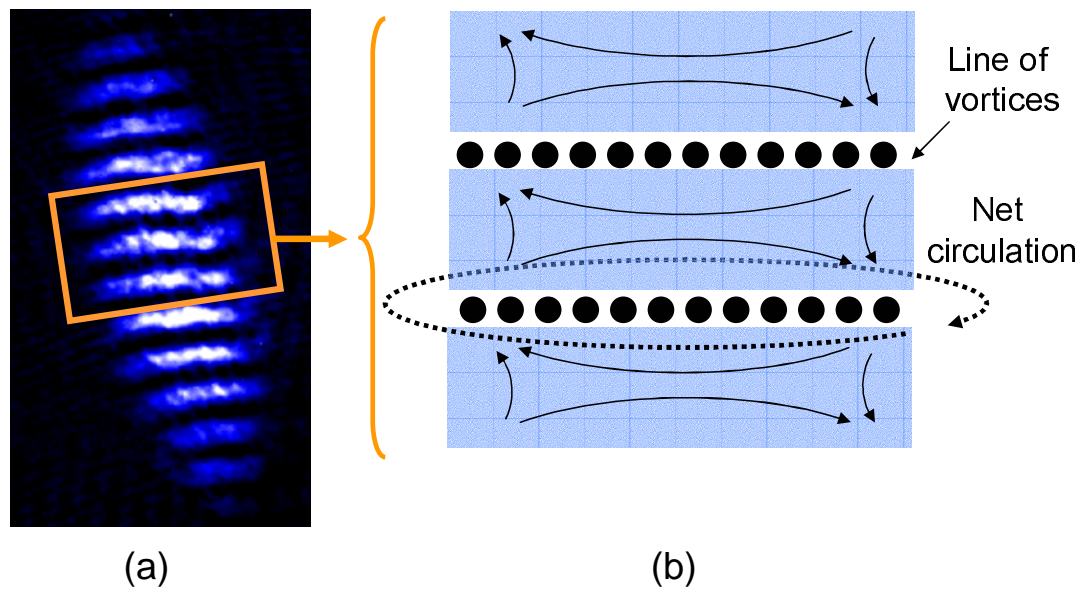 Line of
vortices
Net
circulation
(a)
(b)